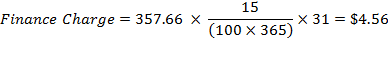 Finance Charge = 357.66 × 15 / (100 × 365) × 31 = $4.56